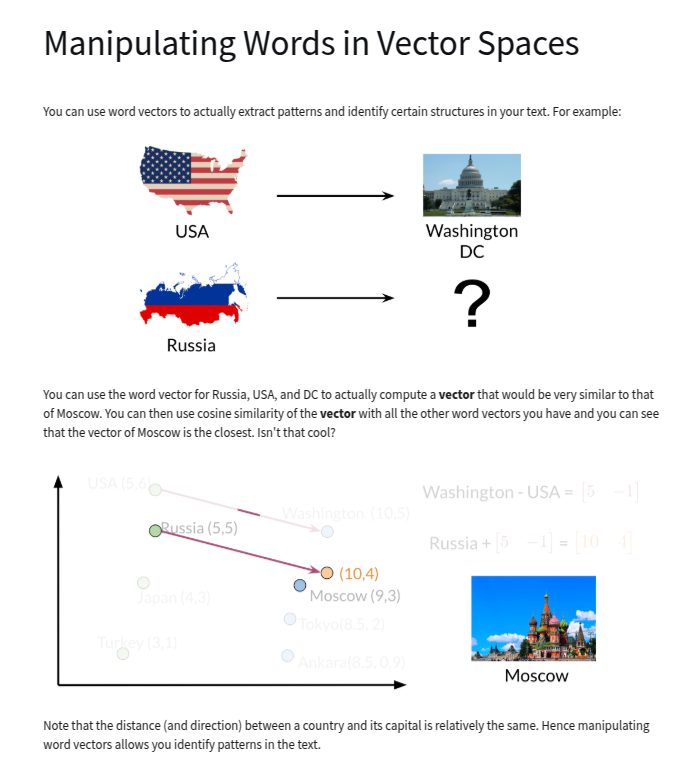 Manipulating Words in Vector Spaces
You can use word vectors to actually extract patterns and identify certain structures in your text. For example:
USA
Washington
DC
?
Russia
You can use the word vector for Russia, USA, and DC to actually compute a vector that would be very similar to that
of Moscow. You can then use cosine similarity of the vector with all the other word vectors you have and you can see
that the vector of Moscow is the closest. Isn't that cool?
USA (5,6)
Washington - USA = [5 −1]
Washington (10,5)
Russia (5,5)
Russia + [5 −1] = [10 4]
(10,4)
Moscow (9,3)
Japan (4,3)
Tokyo(8.5, 2)
Turkey (3,1)
Ankara(8.5, 0.9)
Moscow
Note that the distance (and direction) between a country and its capital is relatively the same. Hence manipulating
word vectors allows you identify patterns in the text.